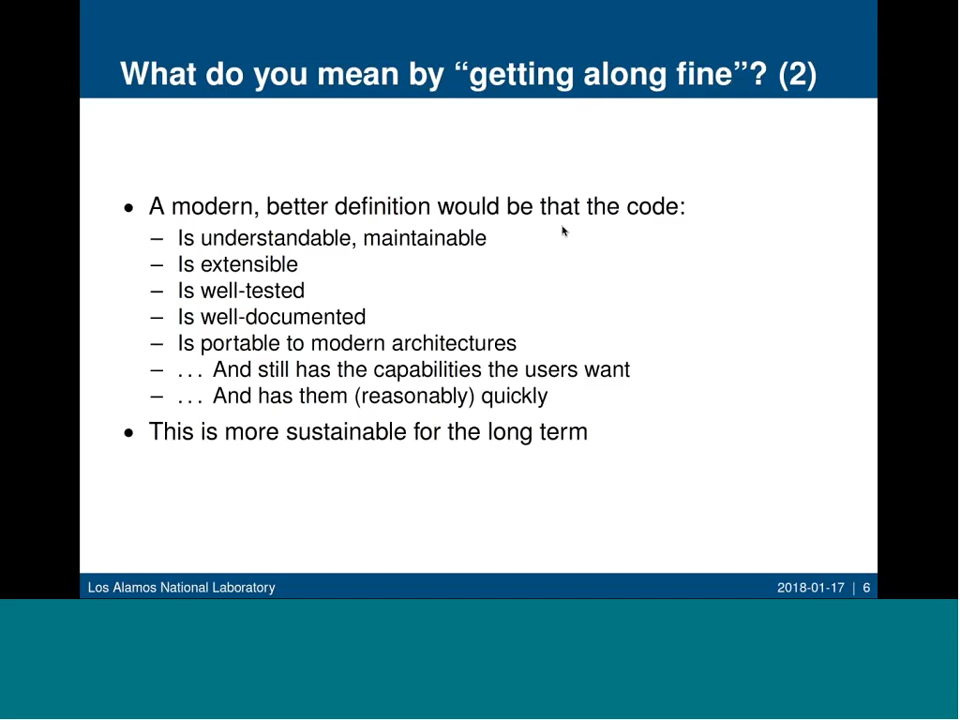 What do you mean by “getting along fine”? (2)
• A modern, better definition would be that the code:
– Is understandable, maintainable
– Is extensible
– Is well-tested
– Is well-documented
– Is portable to modern architectures
– . . . And still has the capabilities the users want
– . . . And has them (reasonably) quickly
• This is more sustainable for the long term
Los Alamos National Laboratory 2018-01-17 | 6